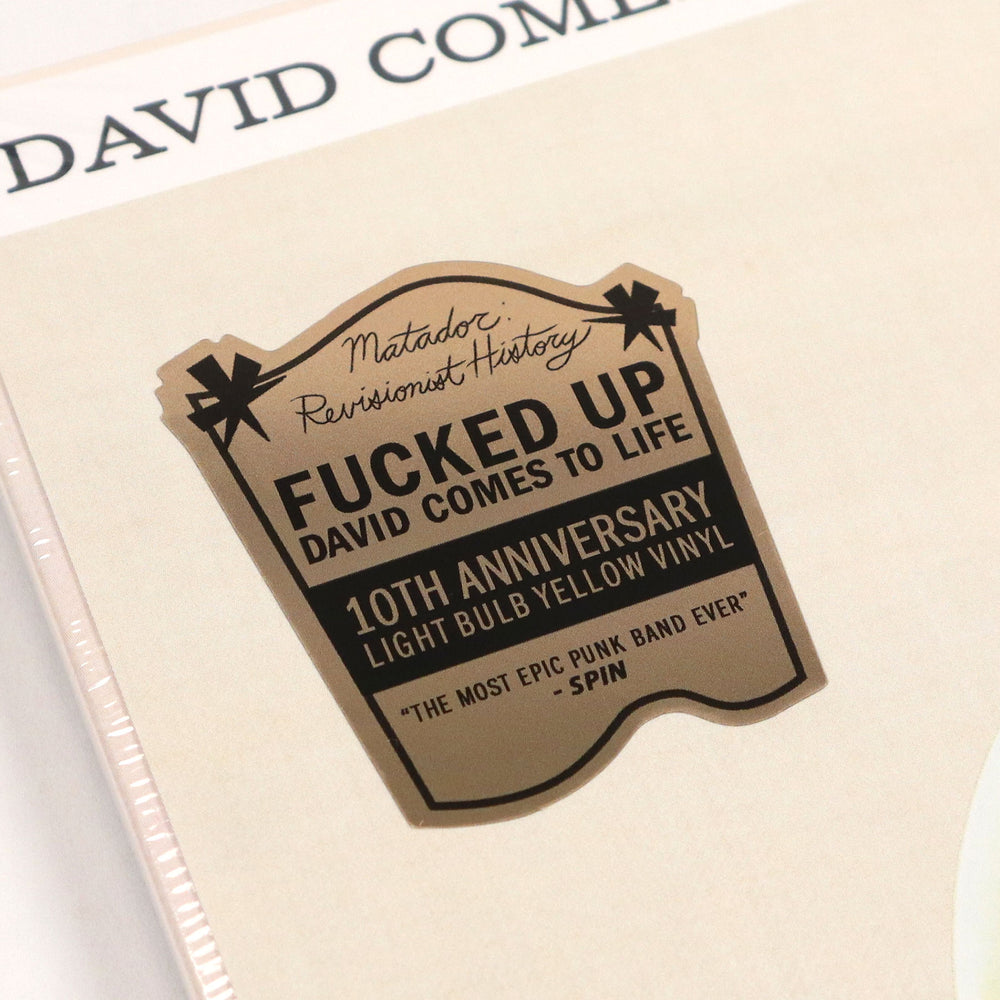 DAVID COME
Matador:
Revisionist History
FUCKED UP
DAVID COMES TO LIFE
10TH ANNIVERSARY
LIGHT BULB YELLOW VINYL
"THE MOST EPIC PUNK BAND EVER"
- SPIN